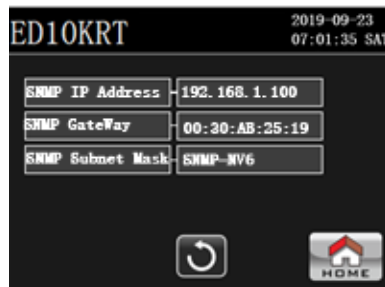 ED10KRT
2019-09-23
07:01:35 SAT
SNMP IP Address 192.168.1.100
SNMP GateWay 00:30:AB:25:19
SNMP Subnet Mask SNMP-NV6
HOME